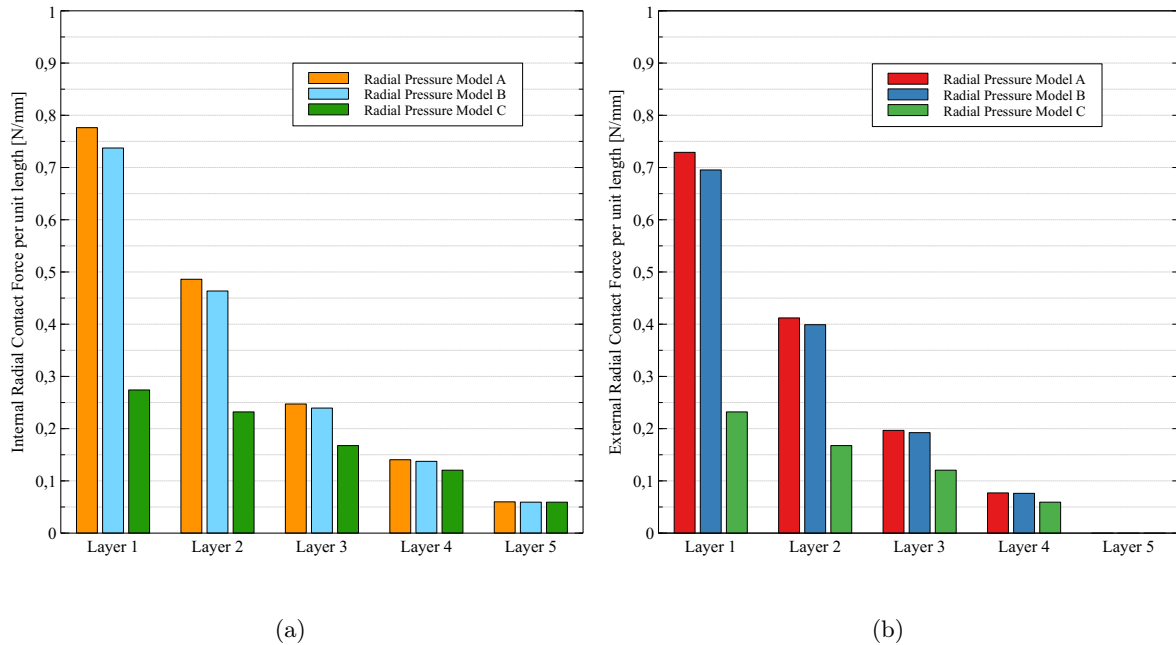 1
0,9
0,8
0,7
0,6
0,5
0,4
0,3
0,2
0,1
0
Internal Radial Contact Force per unit length [N/mm]
Radial Pressure Model A
Radial Pressure Model B
Radial Pressure Model C
Layer 1 Layer 2 Layer 3 Layer 4 Layer 5
(a)
1
0,9
0,8
0,7
0,6
0,5
0,4
0,3
0,2
0,1
0
External Radial Contact Force per unit length [N/mm]
Radial Pressure Model A
Radial Pressure Model B
Radial Pressure Model C
Layer 1 Layer 2 Layer 3 Layer 4 Layer 5
(b)